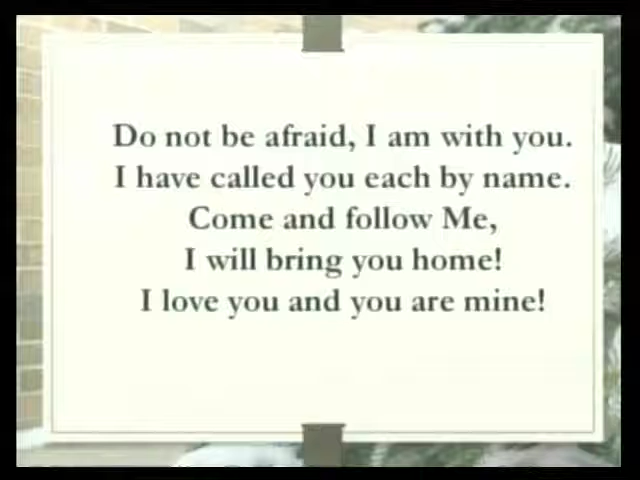 Do not be afraid, I am with you.
I have called you each by name.
Come and follow Me,
I will bring you home!
I love you and you are mine!